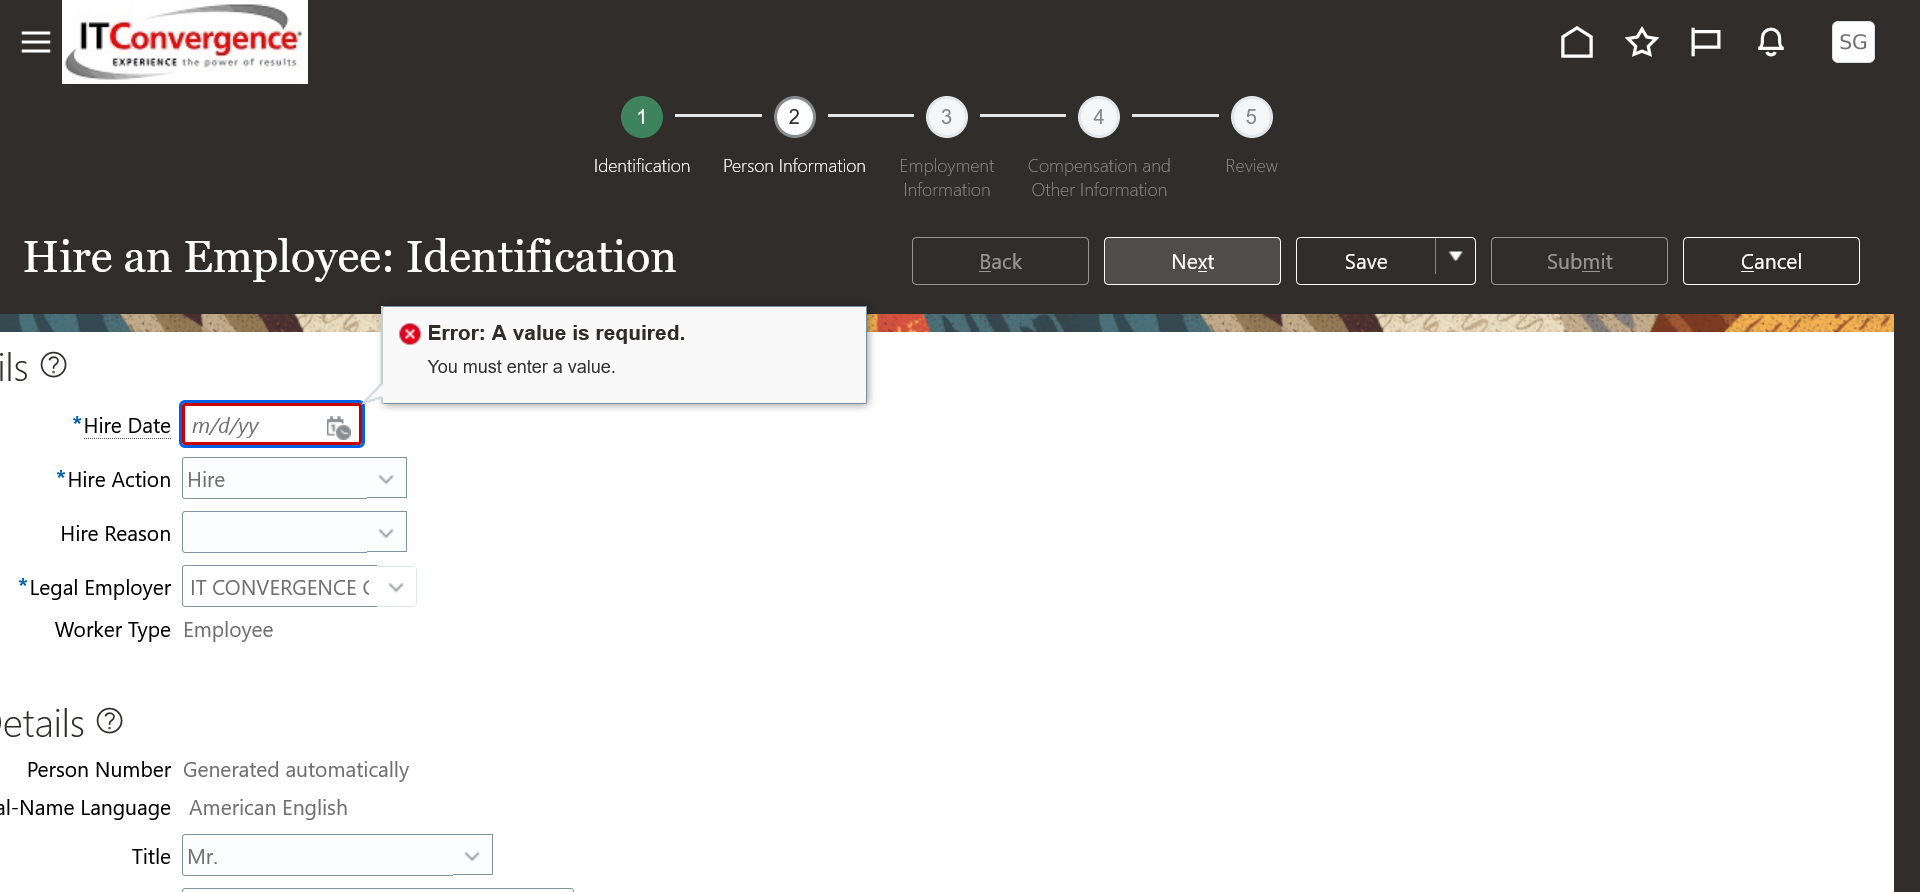 ITConvergence
EXPERIENCE the power of results
SG
1
2
3
4
5
Identification
Person Information
Employment Information
Compensation and Other Information
Review
Hire an Employee: Identification
Back
Next
Save
Submit
Cancel
Error: A value is required.
You must enter a value.
ils
*Hire Date m/d/yy
*Hire Action Hire
Hire Reason
*Legal Employer IT CONVERGENCE
Worker Type Employee
etails
Person Number Generated automatically
al-Name Language American English
Title Mr.